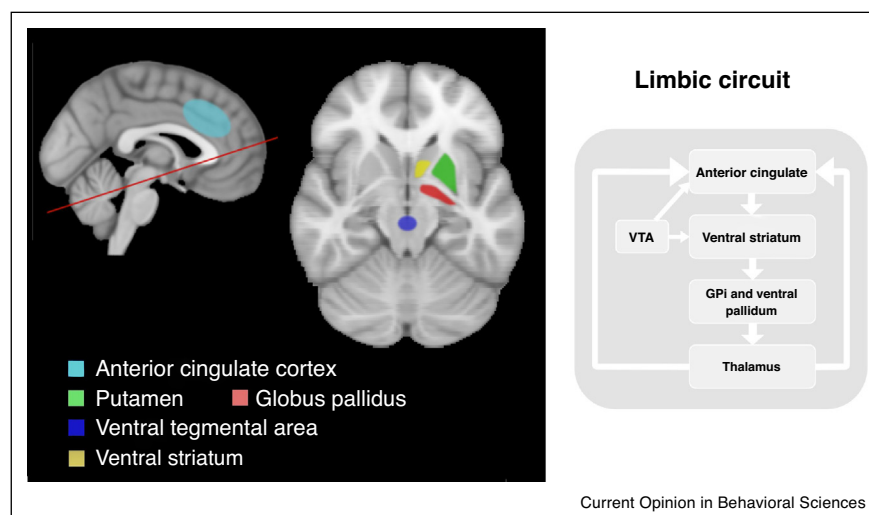 Limbic circuit
Anterior cingulate
VTA
Ventral striatum
GPi and ventral
pallidum
Thalamus
Anterior cingulate cortex
Putamen
Globus pallidus
Ventral tegmental area
Ventral striatum
Current Opinion in Behavioral Sciences